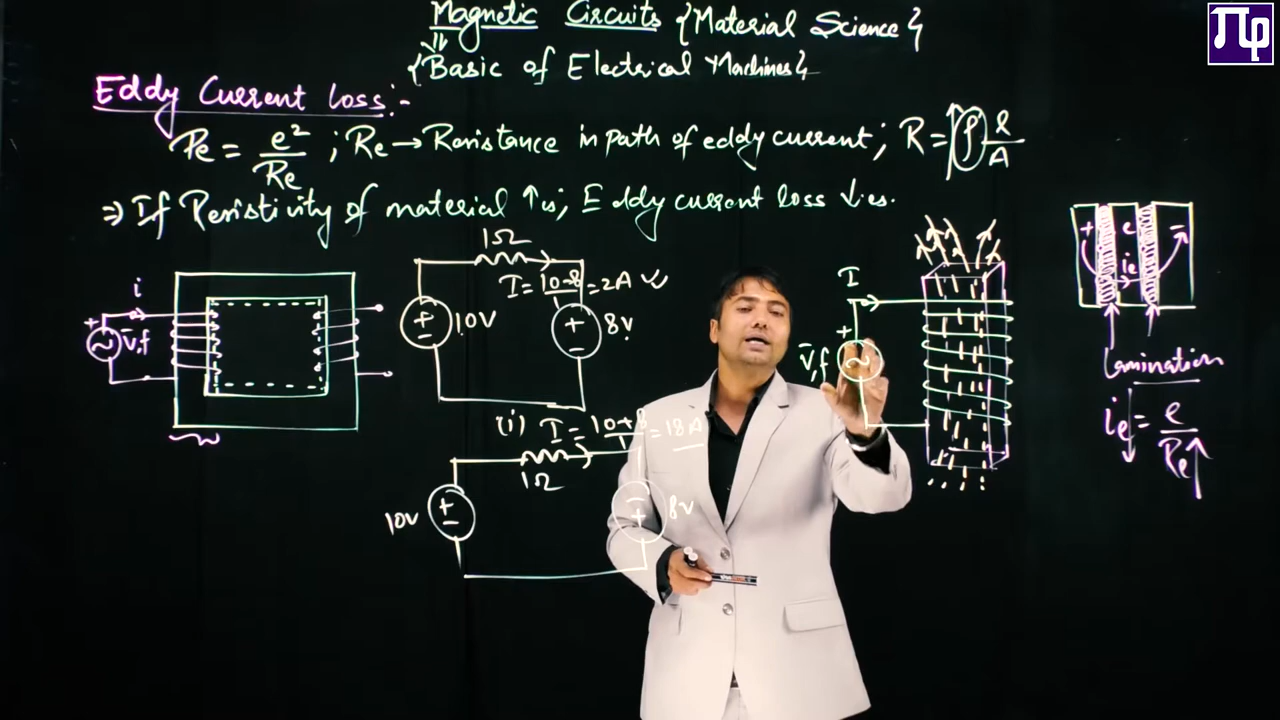 Magnetic Circuits {Material Science}
⇓
{Basic of Electrical Machines}
Πφ
Eddy Current Loss:-
Pe = e²/Re ; Re → Resistance in path of eddy current; R = ρ l/A
⇒ If Resistivity of material ↑es; Eddy current loss ↓es.
i
+
V̄,f
1Ω
I = 10-8/1 = 2A ✓
+
-
10V
+
-
8V
(i) I = 10+8/1 = 18A
1Ω
10V
+
-
-
+
8V
I
+
V̄,f
+ e -
ie
Lamination
ie↓ = e/Re↑